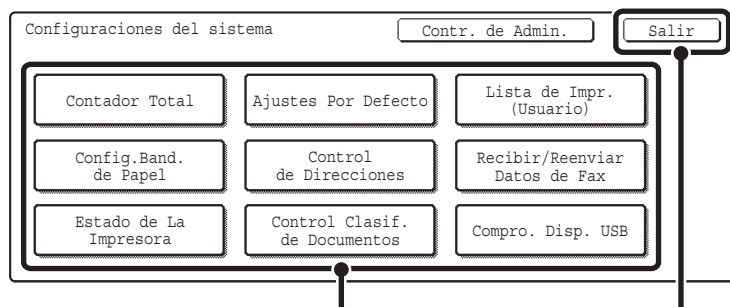 Configuraciones del sistema Contr. de Admin. Salir
Contador Total Ajustes Por Defecto Lista de Impr.
(Usuario)
Config.Band.
de Papel
Control
de Direcciones
Recibir/Reenviar
Datos de Fax
Estado de La
Impresora
Control Clasif.
de Documentos
Compro. Disp. USB